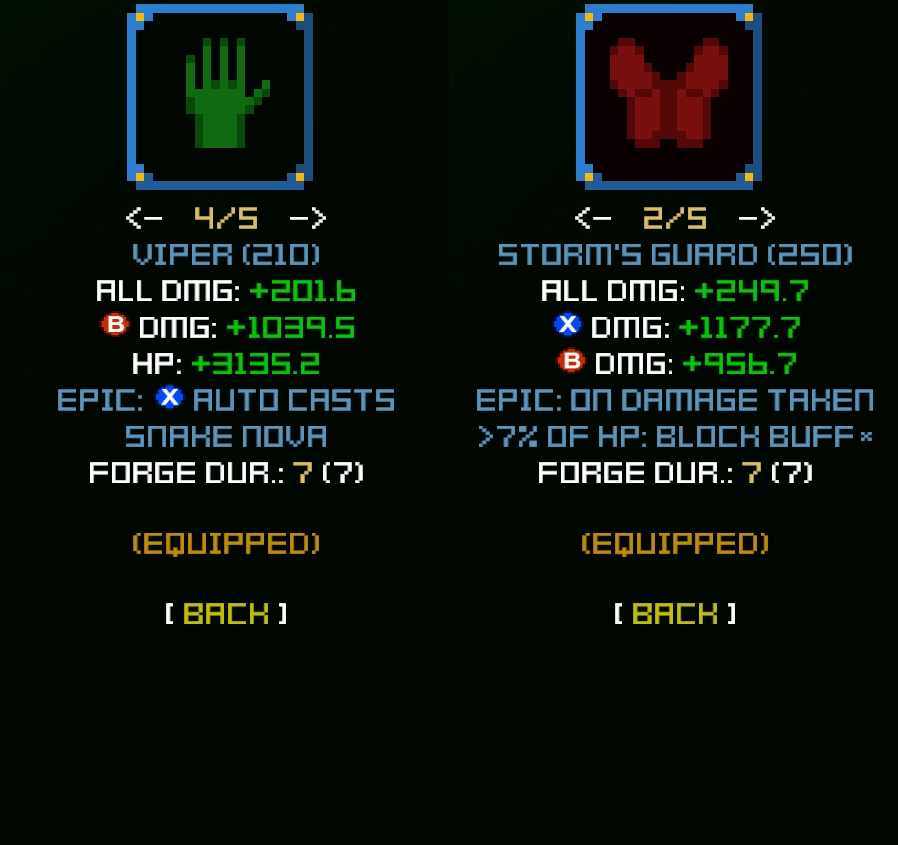 <- 4/5 ->
VIPER (210)
ALL DMG: +201.6
B DMG: +1039.5
HP: +3135.2
EPIC: X AUTO CASTS
SNAKE NOVA
FORGE DUR.: 7 (7)
(EQUIPPED)
[ BACK ]
<- 2/5 ->
STORM'S GUARD (250)
ALL DMG: +249.7
X DMG: +1177.7
B DMG: +956.7
EPIC: ON DAMAGE TAKEN
>7% OF HP: BLOCK BUFF *
FORGE DUR.: 7 (7)
(EQUIPPED)
[ BACK ]